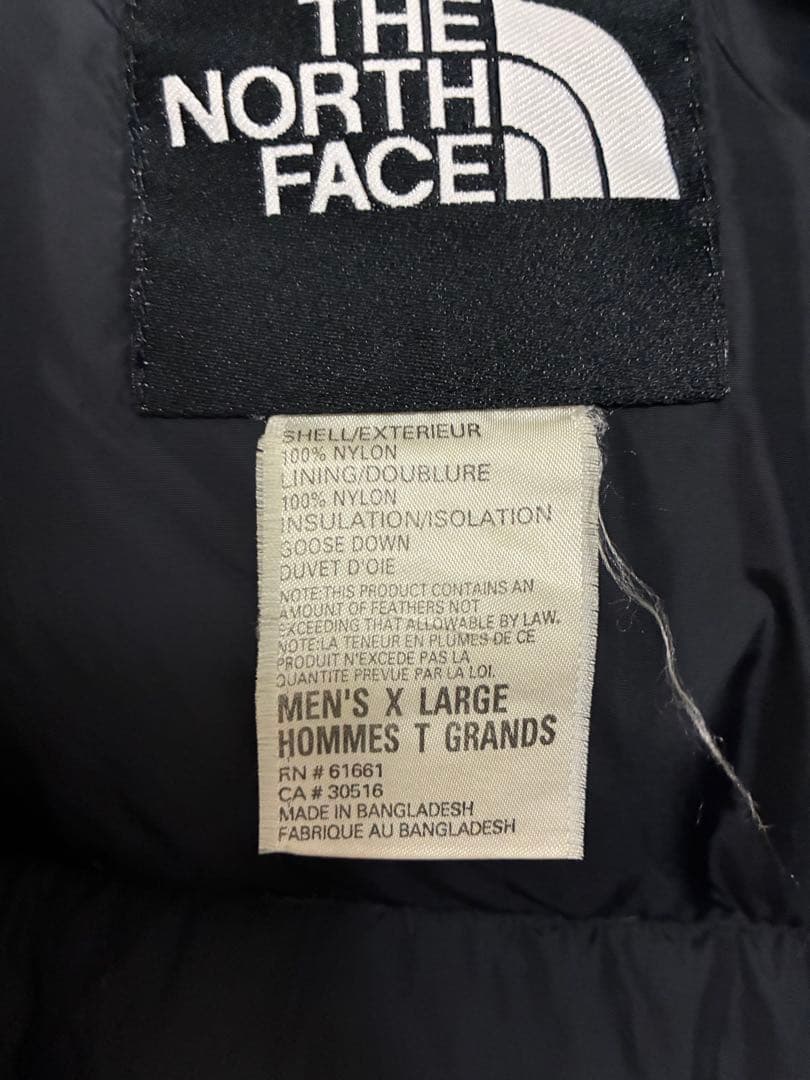 THE
NORTH
FACE
SHELL/EXTERIEUR
100% NYLON
LINING/DOUBLURE
100% NYLON
INSULATION/ISOLATION
GOOSE DOWN
DUVET D'OIE
NOTE:THIS PRODUCT CONTAINS AN
AMOUNT OF FEATHERS NOT
EXCEEDING THAT ALLOWABLE BY LAW.
NOTE:LA TENEUR EN PLUMES DE CE
PRODUIT N'EXCEDE PAS LA
QUANTITE PREVUE PAR LA LOI.
MEN'S X LARGE
HOMMES T GRANDS
RN # 61661
CA # 30516
MADE IN BANGLADESH
FABRIQUE AU BANGLADESH